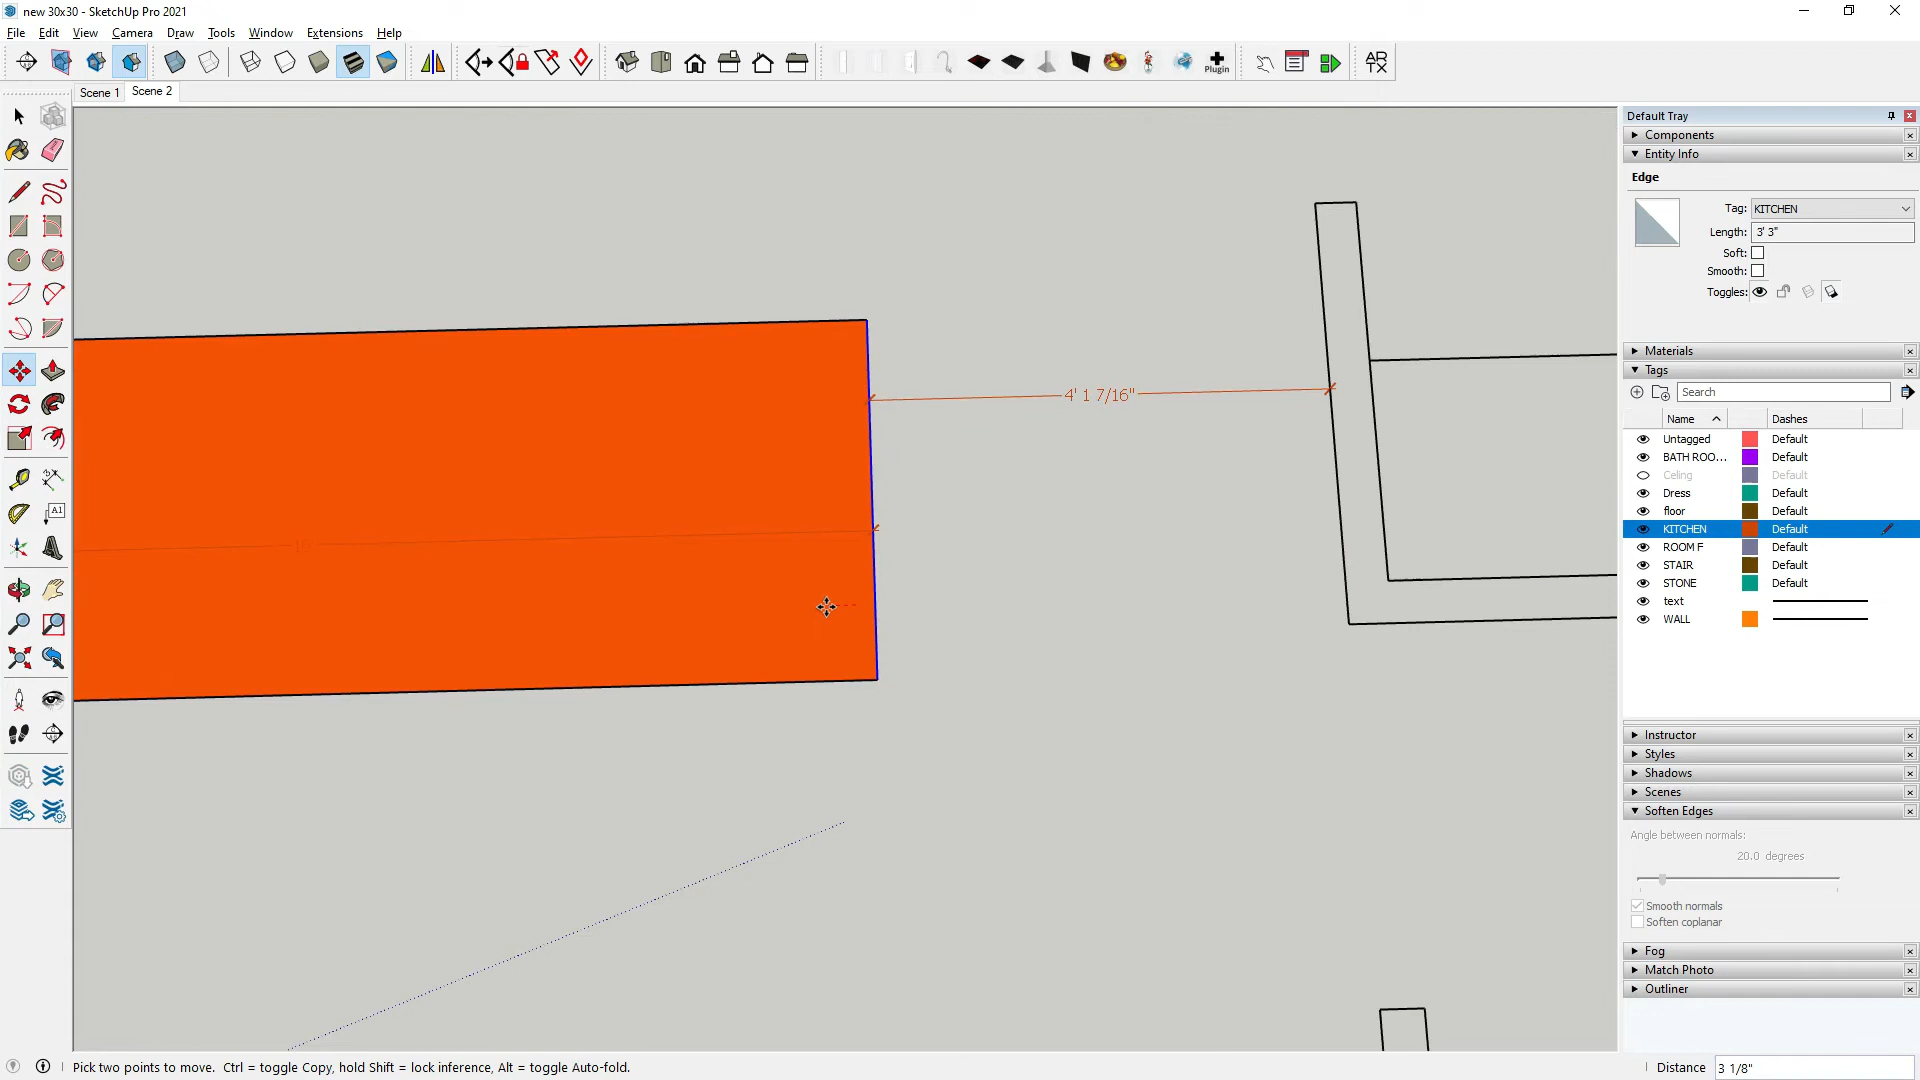 new 30x30 - SketchUp Pro 2021
File Edit View Camera Draw Tools Window Extensions Help
Plugin
AR
TX
Scene 1 Scene 2
A1
4' 1 7/16"
Default Tray
Components
Entity Info
Edge
Tag: KITCHEN
Length: 3' 3"
Soft:
Smooth:
Toggles:
Materials
Tags
Search
Name Dashes
Untagged Default
BATH ROO... Default
Celing Default
Dress Default
floor Default
KITCHEN Default
ROOM F Default
STAIR Default
STONE Default
text
WALL
Instructor
Styles
Shadows
Scenes
Soften Edges
Angle between normals:
20.0 degrees
Smooth normals
Soften coplanar
Fog
Match Photo
Outliner
Pick two points to move. Ctrl = toggle Copy, hold Shift = lock inference, Alt = toggle Auto-fold.
Distance 3 1/8"